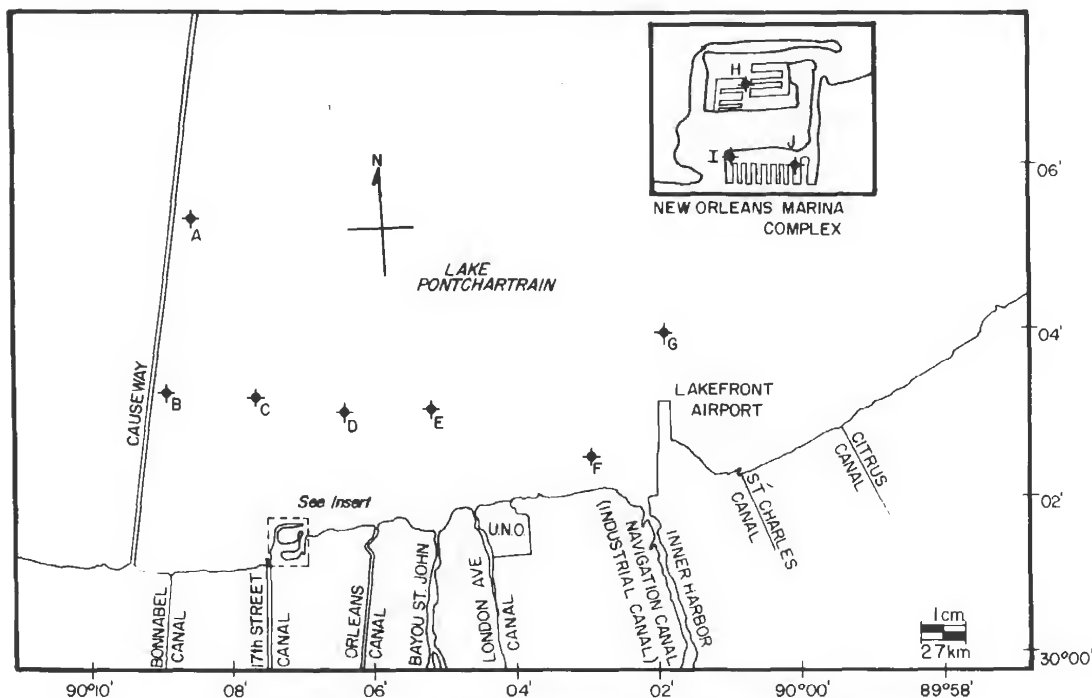 H
I
J
NEW ORLEANS MARINA
COMPLEX
N
06'
A
LAKE
PONTCHARTRAIN
04'
G
LAKEFRONT
AIRPORT
CAUSEWAY
B
C
D
E
F
CITRUS
CANAL
ST. CHARLES
CANAL
02'
See Insert
U.N.O
BONNABEL
CANAL
17th STREET
CANAL
ORLEANS
CANAL
BAYOU ST. JOHN
LONDON AVE
CANAL
INNER HARBOR
NAVIGATION CANAL
(INDUSTRIAL CANAL)
1cm
27km
30°00'
90°10'
08'
06'
04'
02'
90°00'
89°58'